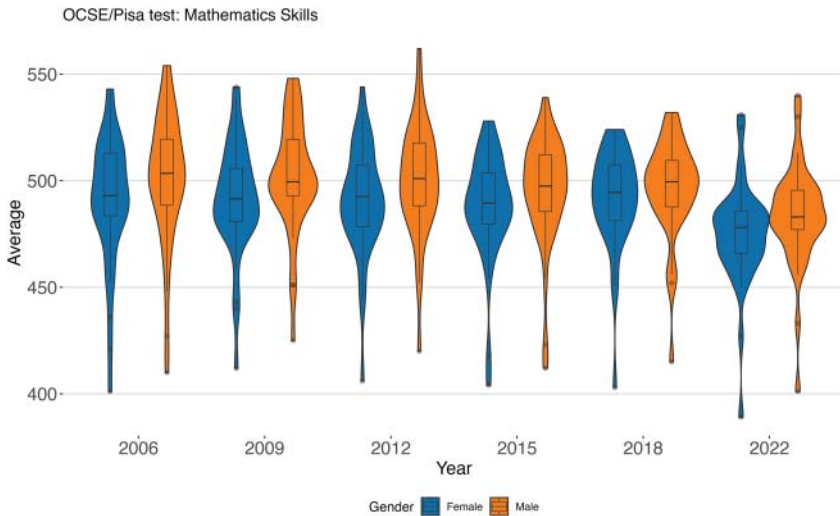 OCSE/Pisa test: Mathematics Skills
550
500
450
400
Average
2006 2009 2012 2015 2018 2022
Year
Gender Female Male